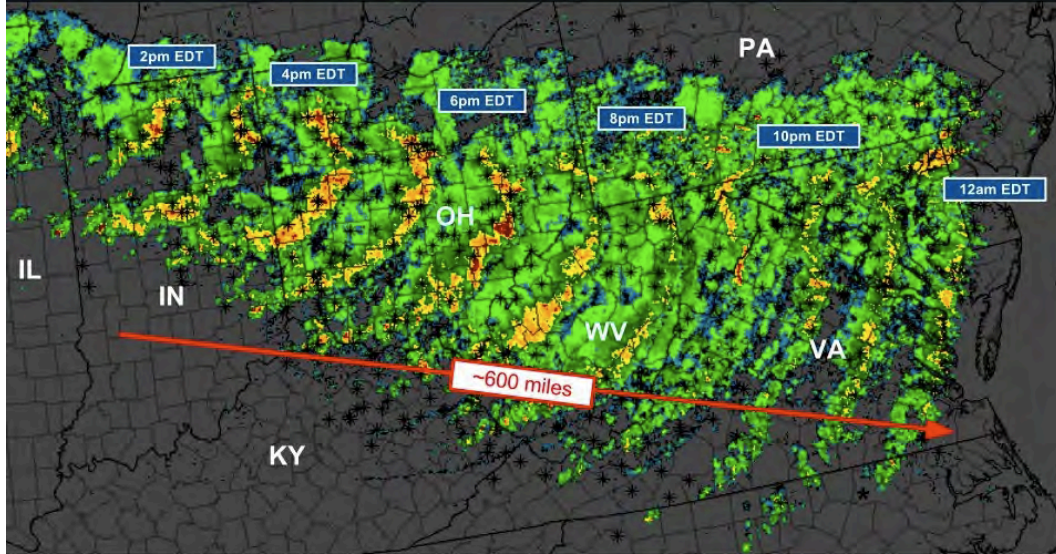 2pm EDT
4pm EDT
6pm EDT
8pm EDT
10pm EDT
12am EDT
PA
OH
IL
IN
WV
VA
~600 miles
KY